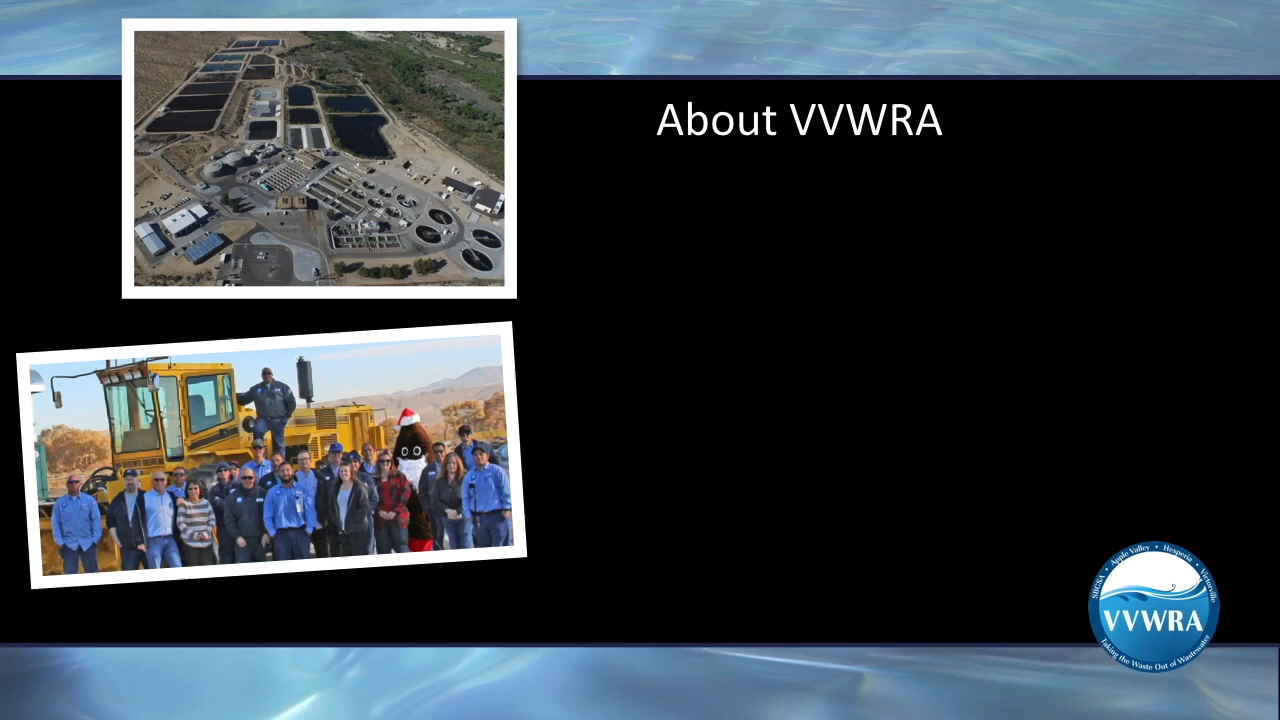 About VVWRA
SBCSA • Apple Valley • Hesperia • Victorville
VVWRA
Taking the Waste Out of Wastewater